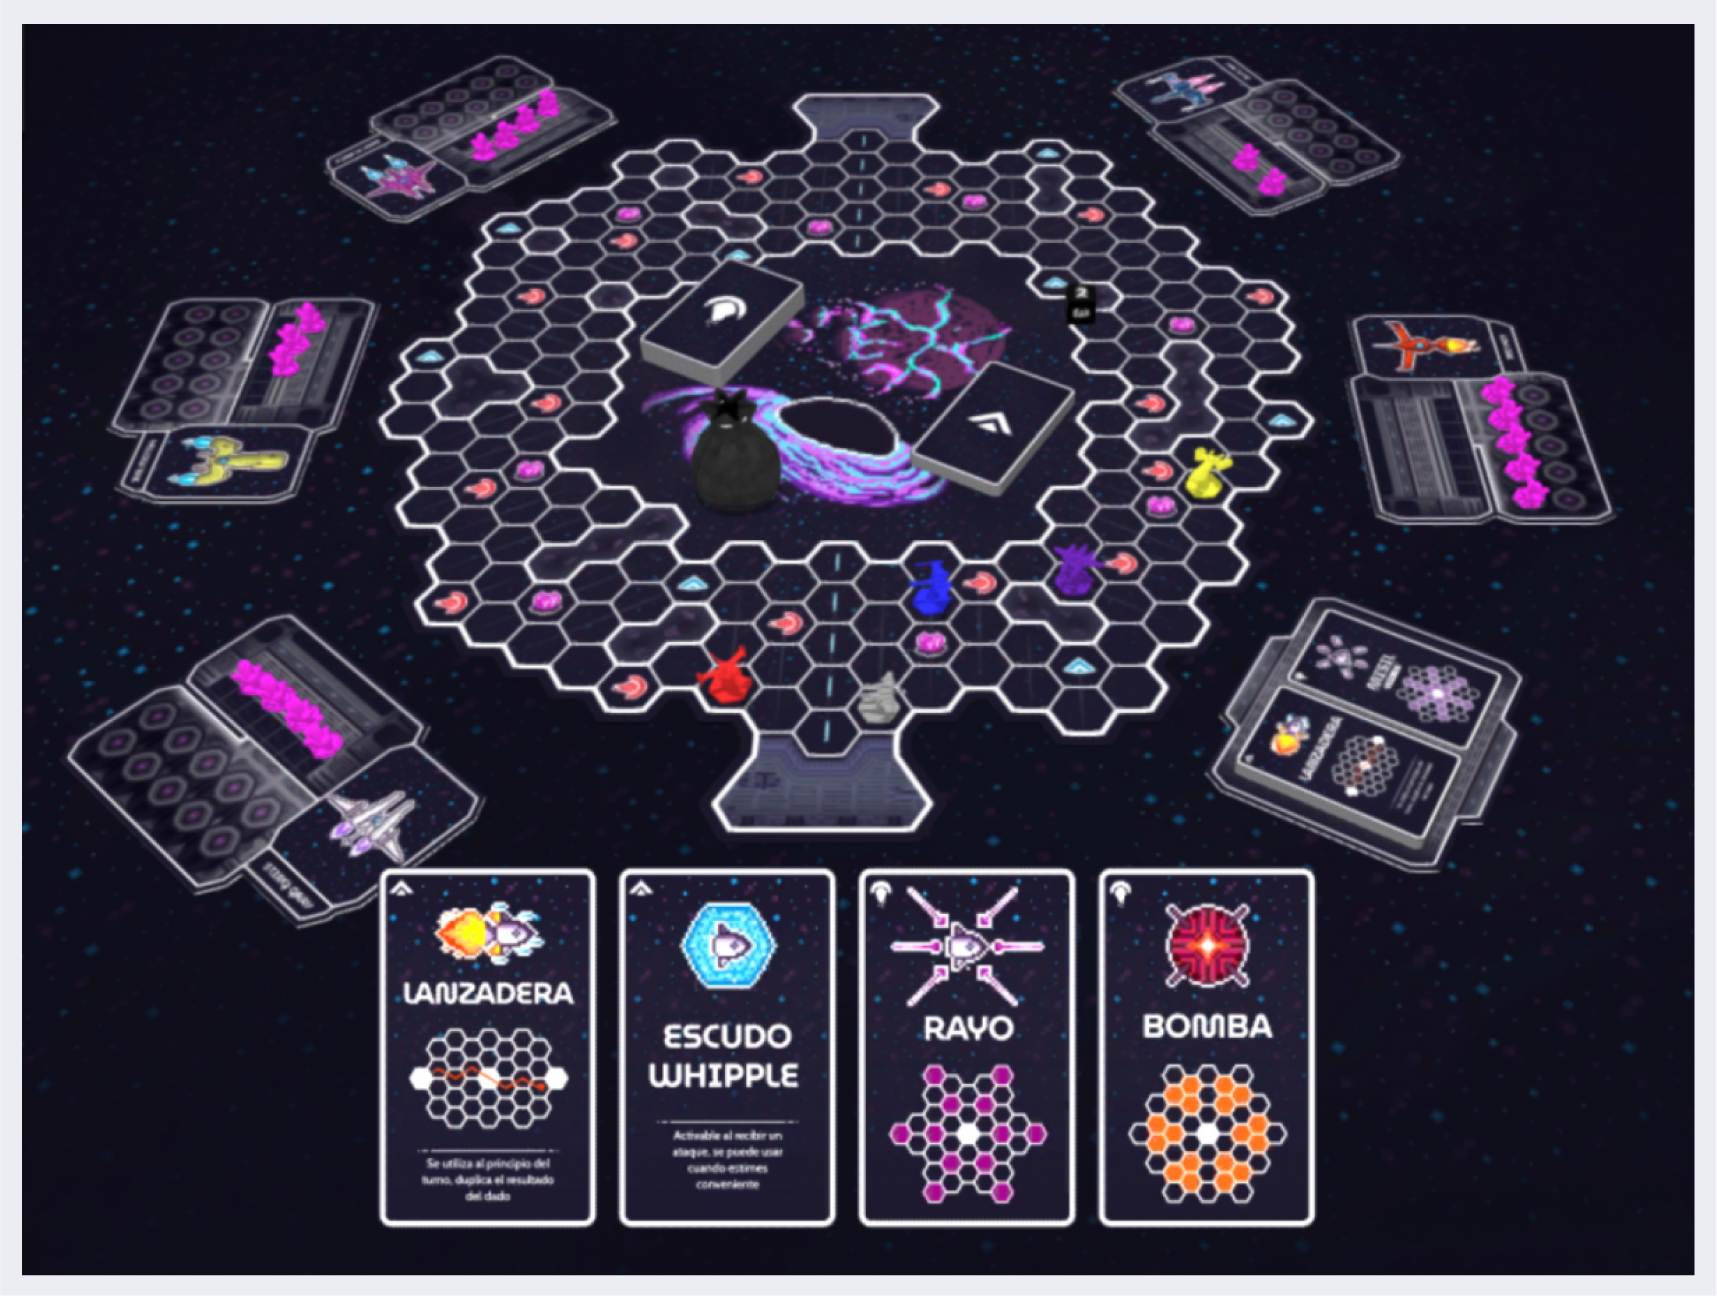 LANZADERA
LANZADERA
Se utiliza al principio del
turno, duplica el resultado
del dado
ESCUDO
WHIPPLE
Activable al recibir un
ataque, se puede usar
cuando estimes
conveniente
RAYO
BOMBA